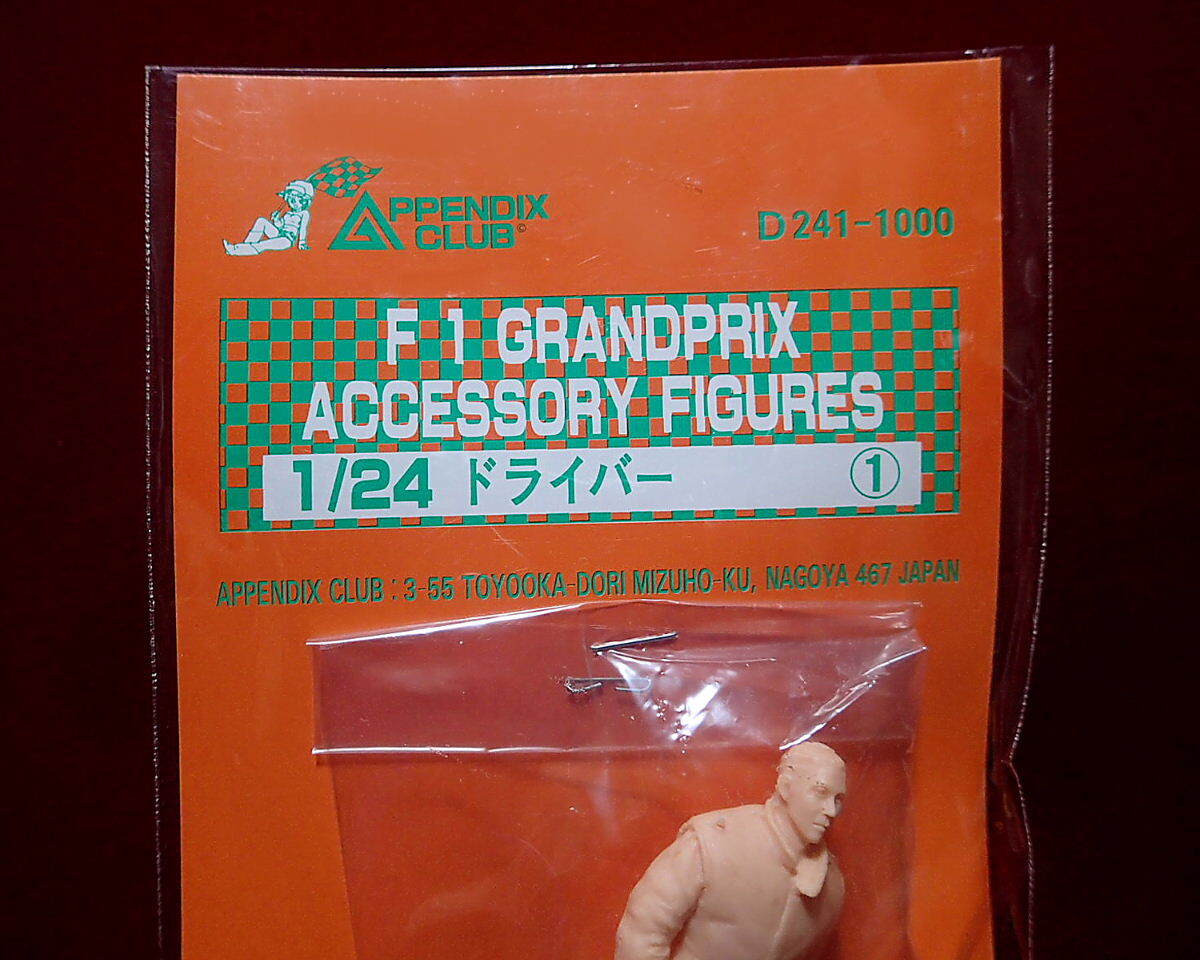 APPENDIX
CLUB©
D241-1000
F1 GRANDPRIX
ACCESSORY FIGURES
1/24 ドライバー ①
APPENDIX CLUB : 3-55 TOYOOKA-DORI MIZUHO-KU, NAGOYA 467 JAPAN